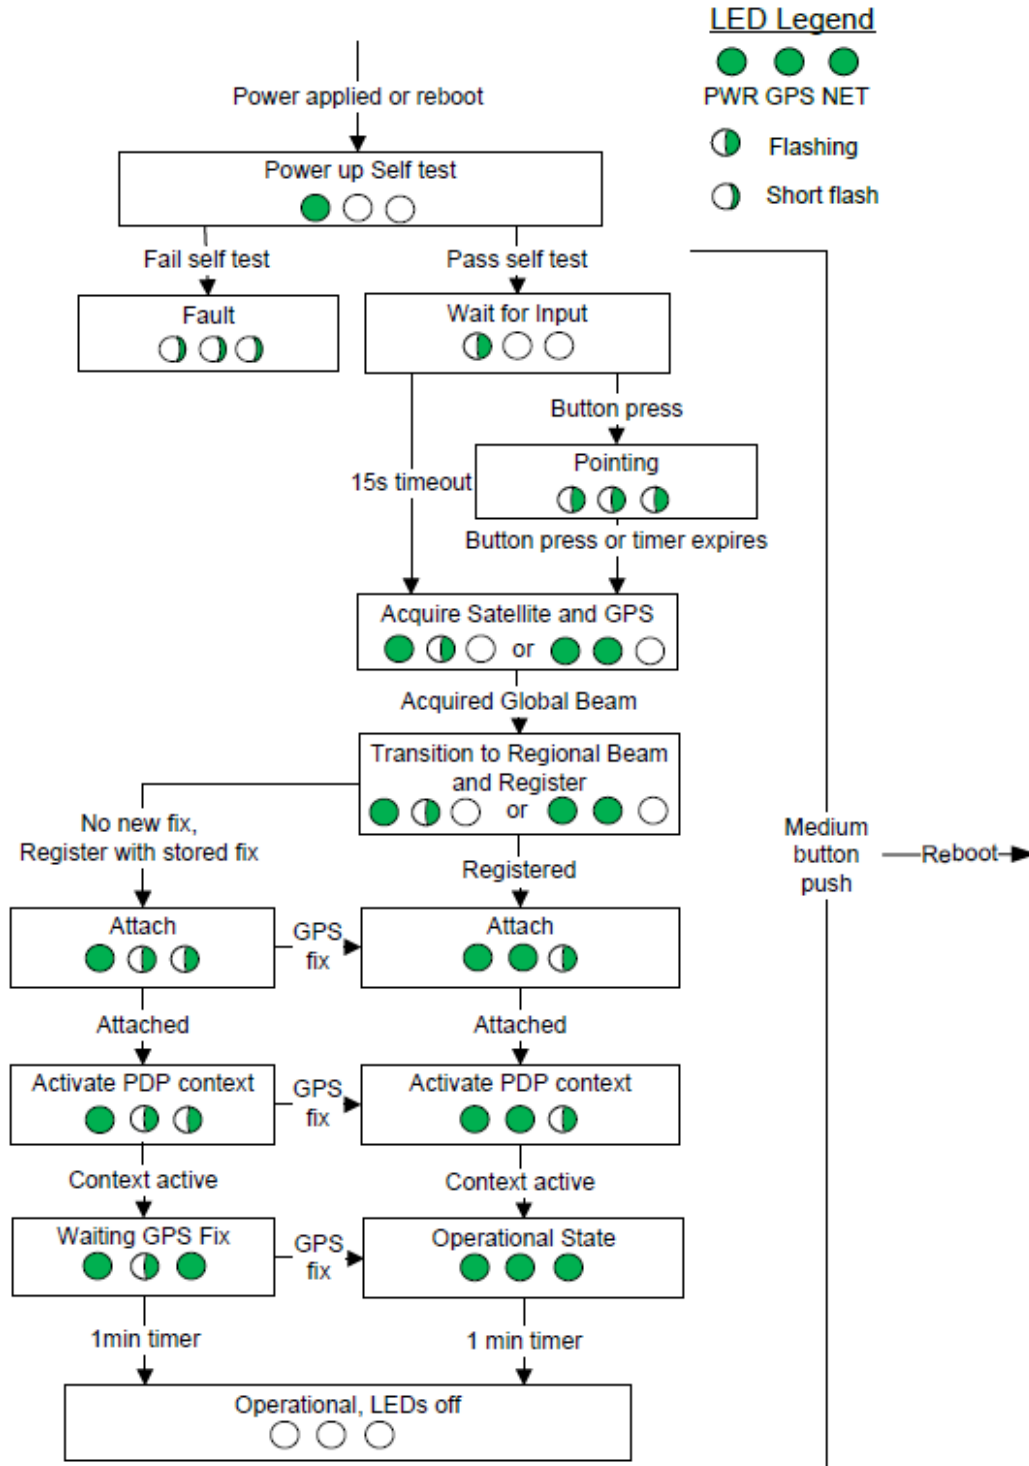 LED Legend
PWR GPS NET
Flashing
Short flash
Power applied or reboot
Power up Self test
Fail self test
Pass self test
Fault
Wait for Input
Button press
15s timeout
Pointing
Button press or timer expires
Acquire Satellite and GPS
or
Acquired Global Beam
Transition to Regional Beam
and Register
or
No new fix,
Register with stored fix
Registered
Medium
button
push
Reboot
Attach
GPS
fix
Attach
Attached
Attached
Activate PDP context
GPS
fix
Activate PDP context
Context active
Context active
Waiting GPS Fix
GPS
fix
Operational State
1min timer
1 min timer
Operational, LEDs off